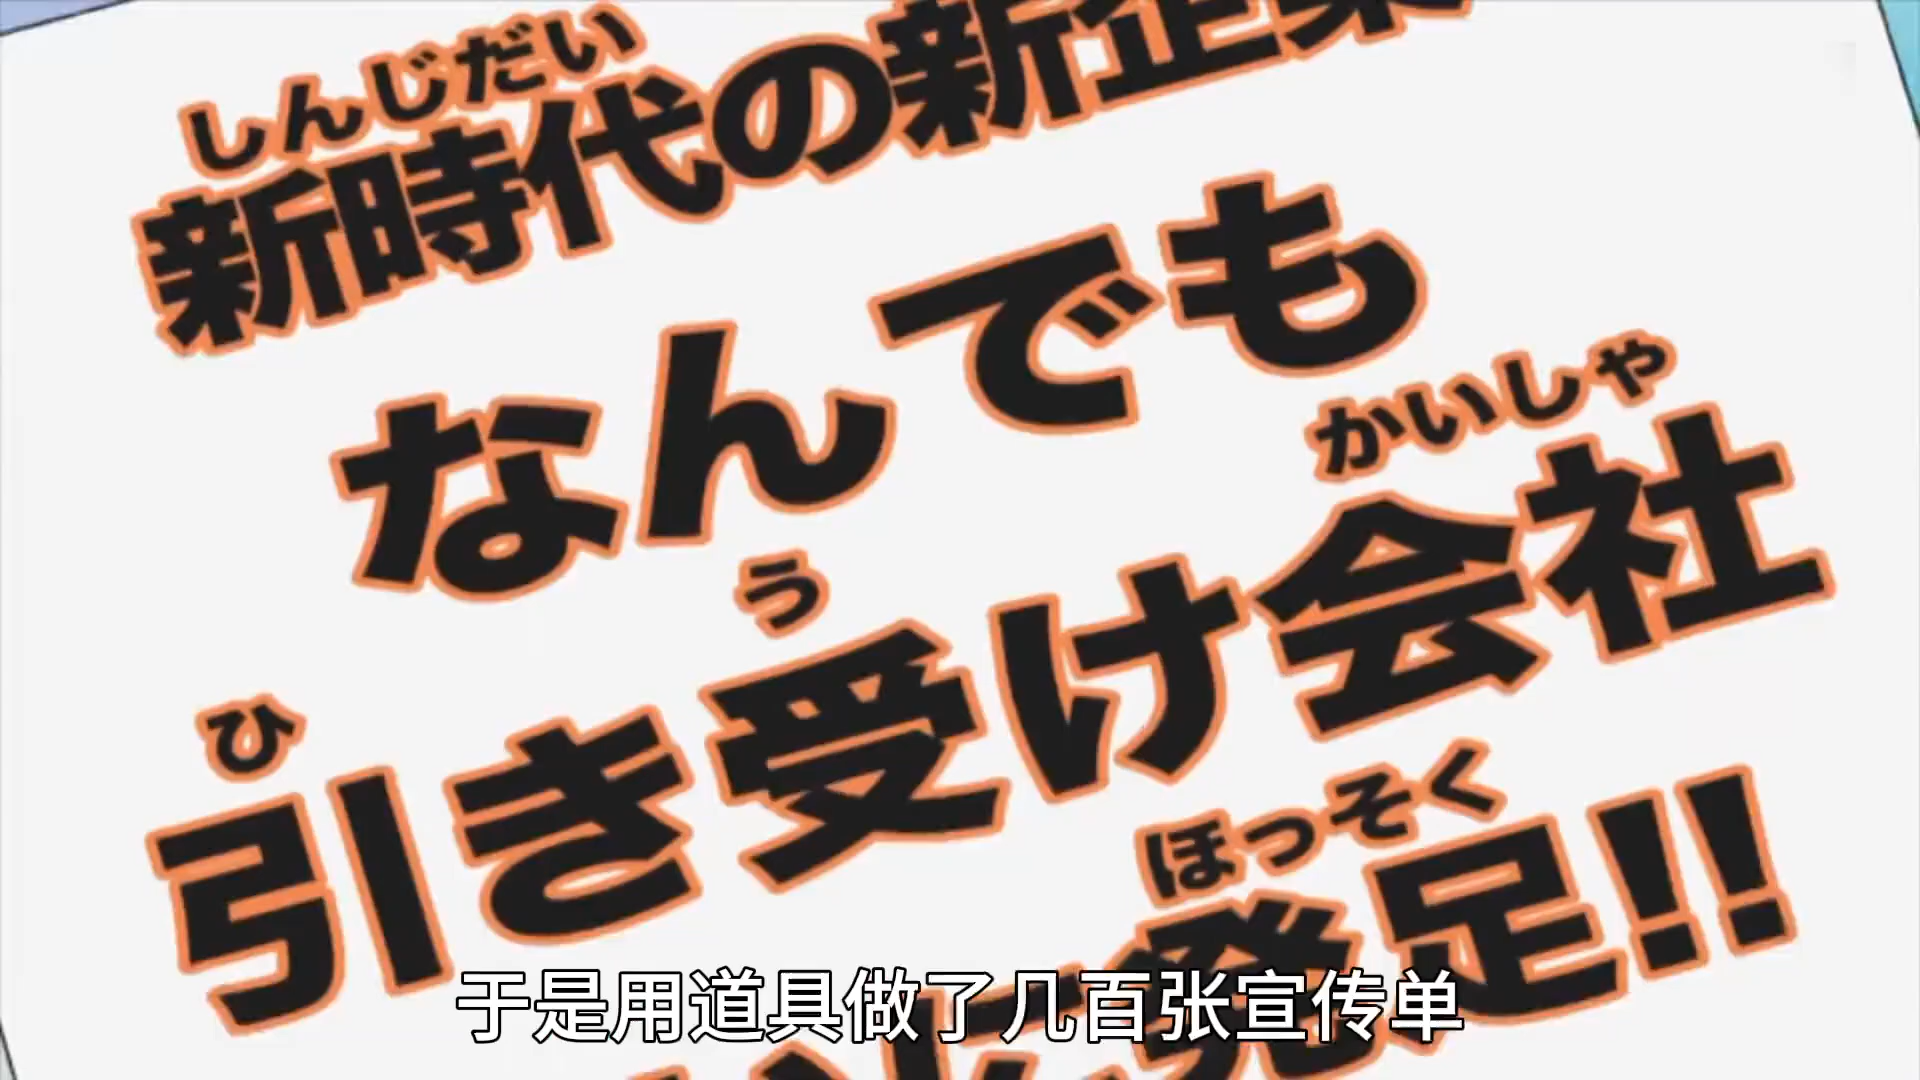 しんじだい
新時代の新企業
なんでも
かいしゃ
う
ひ
引き受け会社
ほっそく
に発足!!
于是用道具做了几百张宣传单